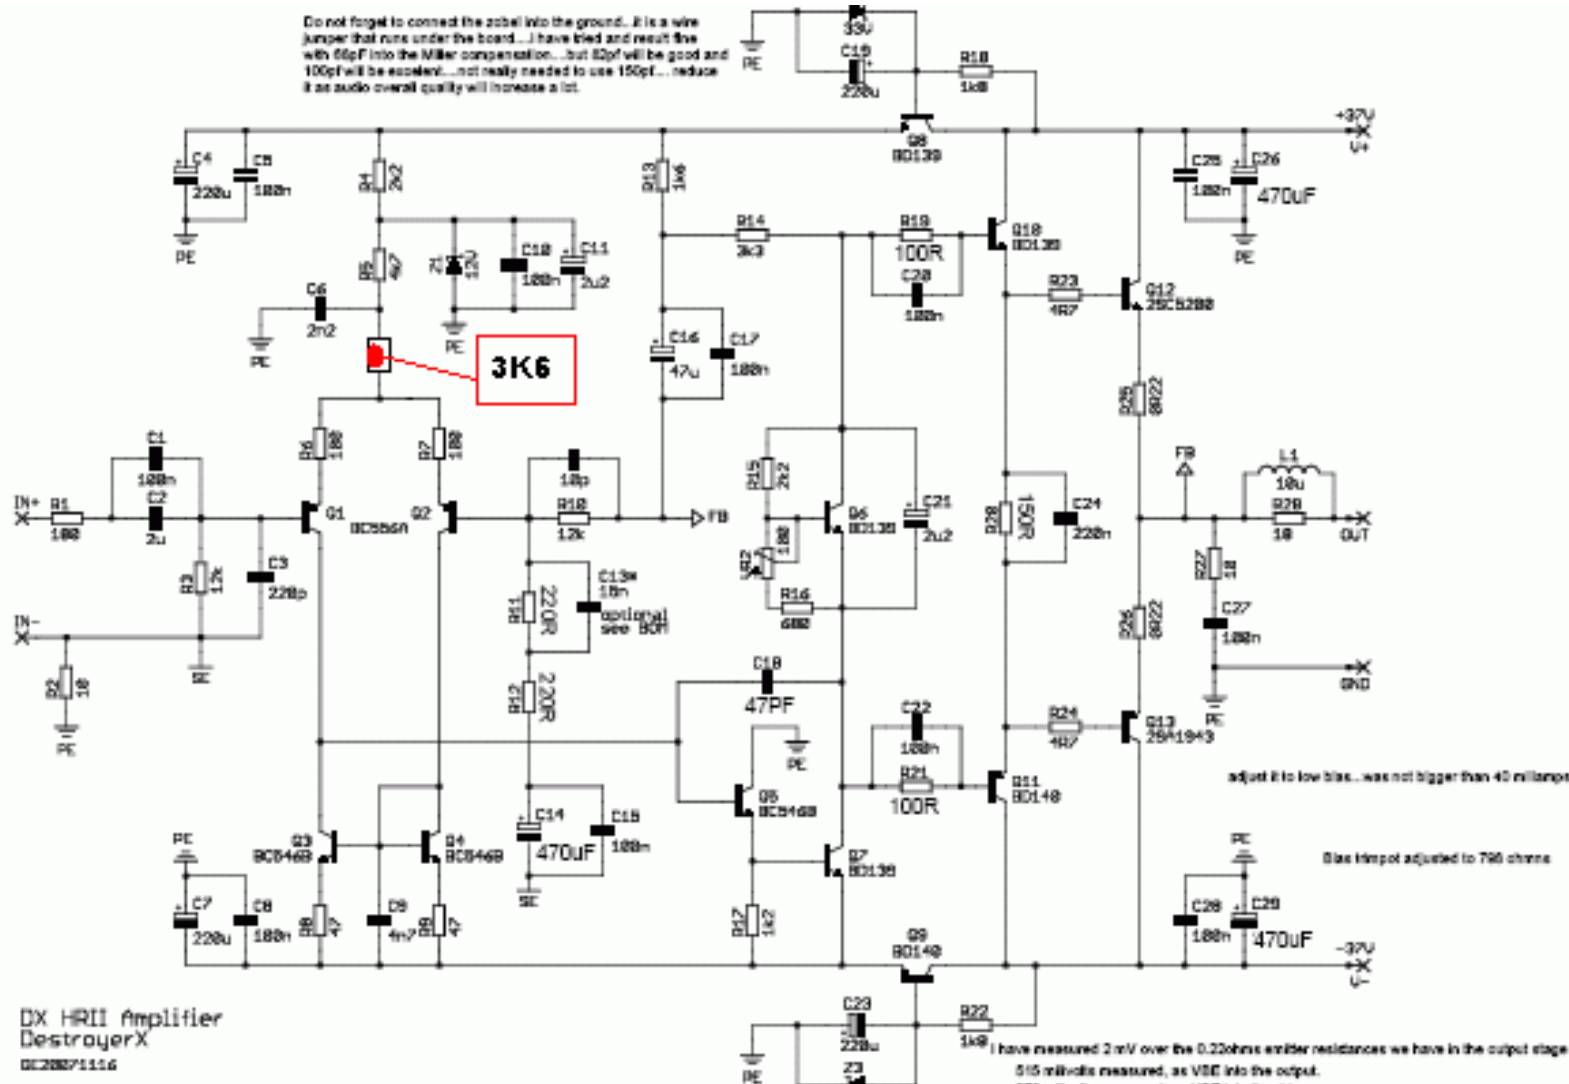 Do not forget to connect the zobel into the ground...it is a wire
jumper that runs under the board....I have tried and result fine
with 56pF into the Miller compensation...but 82pf will be good and
100pf will be excelent...not really needed to use 150pf.... reduce
it as audio overall quality will increase a lot.
33V
PE
C19
220u
R18
1k8
Q8
BD139
+37V
V+
C4
220u
C5
100n
PE
R4
2k2
R13
1k6
C25
100n
C26
470uF
PE
R14
3k3
R19
100R
C20
100n
Q10
BD139
R5
4k7
Z1
12V
C10
100n
C11
2u2
PE
C6
2n2
PE
3K6
R23
4R7
Q12
2SC5200
C16
47u
C17
100n
R25
0R22
R6
100
R7
100
C1
100n
C2
2u
IN+
R1
100
Q1
BC556A
Q2
10p
R10
12k
FB
R15
2k2
Q6
BD139
C21
2u2
VR2
100
R16
680
R20
150R
C24
220n
FB
L1
10u
R28
10
OUT
R3
12k
C3
220p
IN-
R2
10
PE
SE
R11
220R
C13*
18n
optional
see BOM
R12
220R
R26
0R22
R27
10
C27
100n
GND
PE
C18
47PF
C22
100n
R21
100R
R24
4R7
Q13
2SA1943
Q11
BD140
PE
Q5
BC546B
adjust it to low bias...was not bigger than 40 miliamps
Q3
BC546B
Q4
BC546B
C14
470uF
C15
100n
SE
Q7
BD139
PE
PE
Bias trimpot adjusted to 798 ohmns
C7
220u
C8
100n
R8
47
C9
4n7
R9
47
R17
1k2
Q9
BD140
C28
100n
C29
470uF
-37V
V-
DX HRII Amplifier
DestroyerX
GC20071116
C23
220u
R22
1k8
PE
Z3
I have measured 2 mV over the 0.22ohms emitter resistances we have in the output stage
515 milivolts measured, as VBE into the output.